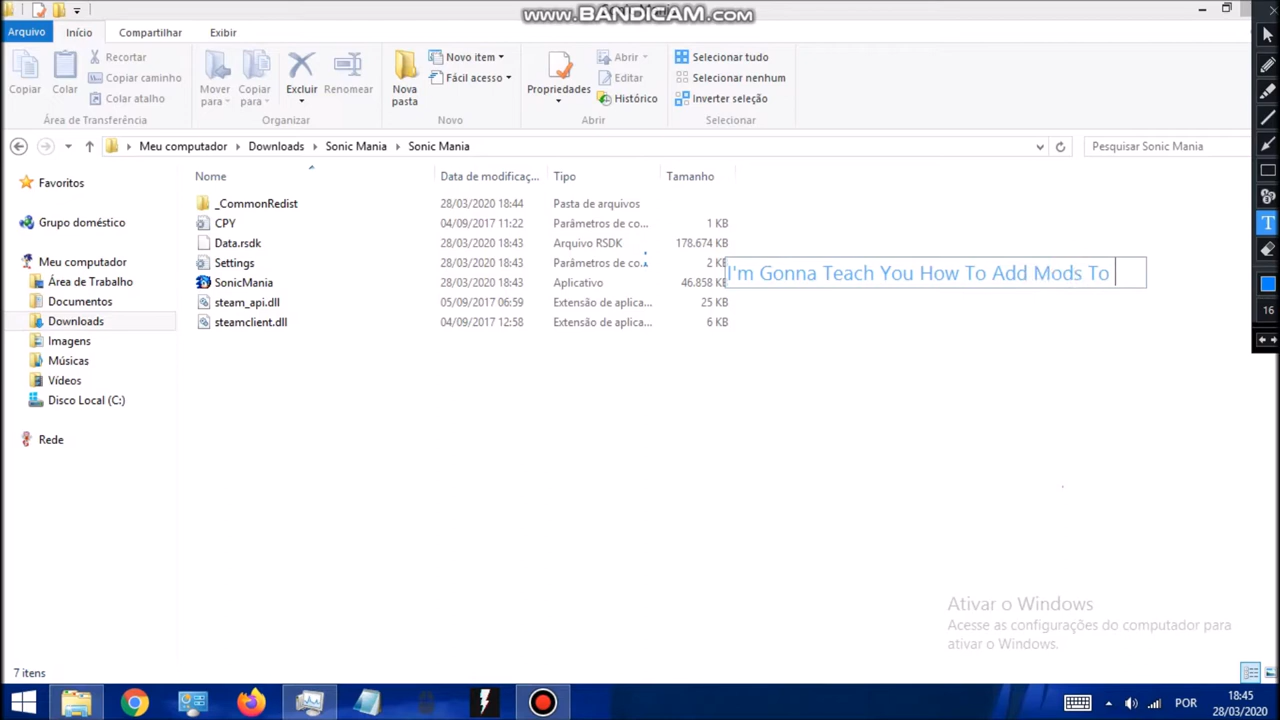 www.BANDICAM.com
Arquivo Início Compartilhar Exibir
Copiar
Colar
Recortar
Copiar caminho
Colar atalho
Área de Transferência
Mover para
Copiar para
Excluir
Renomear
Organizar
Nova pasta
Novo item
Fácil acesso
Novo
Propriedades
Abrir
Editar
Histórico
Abrir
Selecionar tudo
Selecionar nenhum
Inverter seleção
Selecionar
Meu computador Downloads Sonic Mania Sonic Mania
Pesquisar Sonic Mania
Favoritos
Grupo doméstico
Meu computador
Área de Trabalho
Documentos
Downloads
Imagens
Músicas
Vídeos
Disco Local (C:)
Rede
Nome Data de modificaç... Tipo Tamanho
_CommonRedist 28/03/2020 18:44 Pasta de arquivos
CPY 04/09/2017 11:22 Parâmetros de co... 1 KB
Data.rsdk 28/03/2020 18:43 Arquivo RSDK 178.674 KB
Settings 28/03/2020 18:43 Parâmetros de co... 2 KB
SonicMania 28/03/2020 18:43 Aplicativo 46.858 KB
steam_api.dll 05/09/2017 06:59 Extensão de aplica... 25 KB
steamclient.dll 04/09/2017 12:58 Extensão de aplica... 6 KB
I'm Gonna Teach You How To Add Mods To
16
Ativar o Windows
Acesse as configurações do computador para
ativar o Windows.
7 itens
POR
18:45
28/03/2020